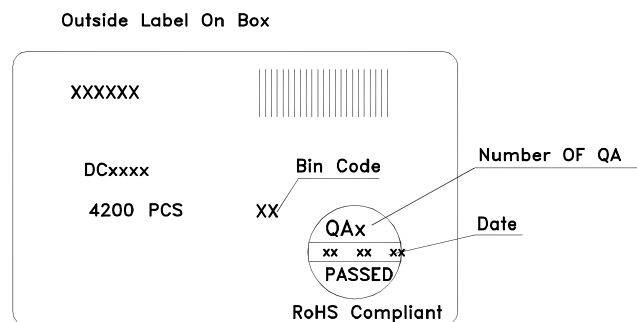 Outside Label On Box
XXXXXX
DCxxxx
Bin Code
Number OF QA
4200 PCS
XX
QAx
Date
xx xx xx
PASSED
RoHS Compliant